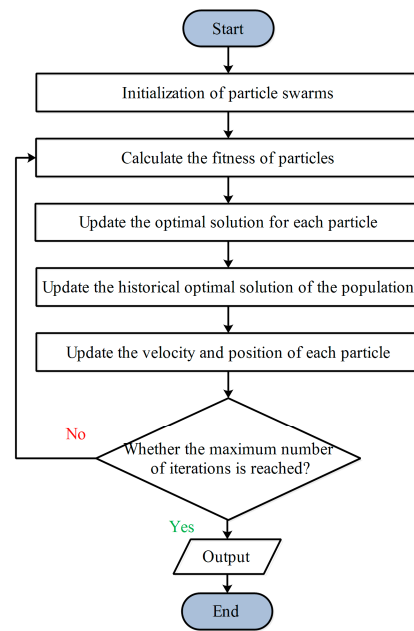 Start
Initialization of particle swarms
Calculate the fitness of particles
Update the optimal solution for each particle
Update the historical optimal solution of the population
Update the velocity and position of each particle
No
Whether the maximum number
of iterations is reached?
Yes
Output
End